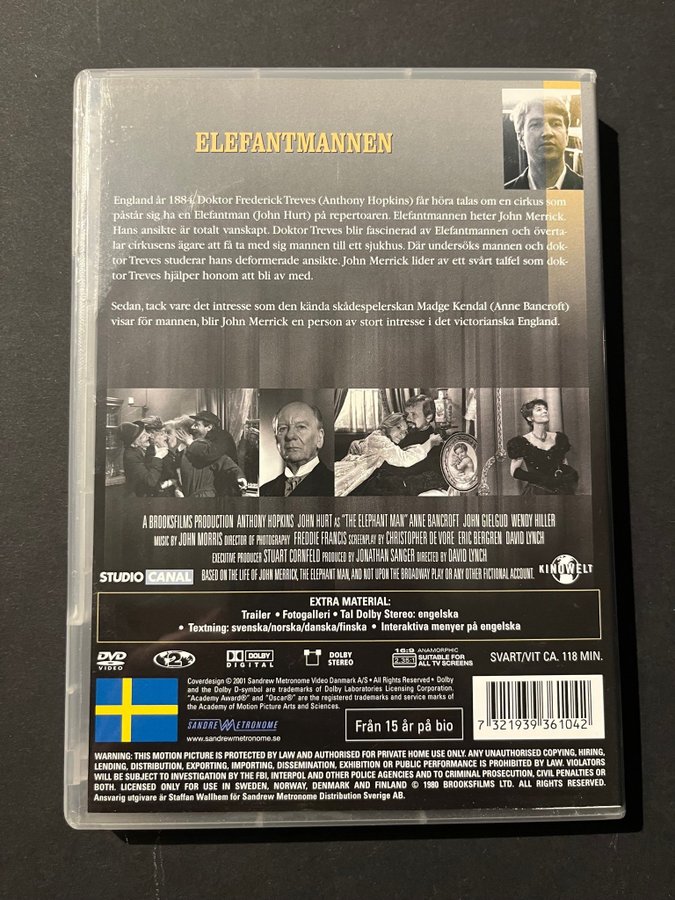 ELEFANTMANNEN
England år 1884. Doktor Frederick Treves (Anthony Hopkins) får höra talas om en cirkus som
påstår sig ha en Elefantman (John Hurt) på repertoaren. Elefantmannen heter John Merrick.
Hans ansikte är totalt vanskapt. Doktor Treves blir fascinerad av Elefantmannen och överta-
lar cirkusens ägare att få ta med sig mannen till ett sjukhus. Där undersöks mannen och dok-
tor Treves studerar hans deformerade ansikte. John Merrick lider av ett svårt talfel som dok-
tor Treves hjälper honom att bli av med.
Sedan, tack vare det intresse som den kända skådespelerskan Madge Kendal (Anne Bancroft)
visar för mannen, blir John Merrick en person av stort intresse i det victorianska England.
A BROOKSFILMS PRODUCTION ANTHONY HOPKINS JOHN HURT AS "THE ELEPHANT MAN" ANNE BANCROFT JOHN GIELGUD WENDY HILLER
MUSIC BY JOHN MORRIS DIRECTOR OF PHOTOGRAPHY FREDDIE FRANCIS SCREENPLAY BY CHRISTOPHER DE VORE ERIC BERGREN DAVID LYNCH
EXECUTIVE PRODUCER STUART CORNFELD PRODUCED BY JONATHAN SANGER DIRECTED BY DAVID LYNCH
STUDIO CANAL BASED ON THE LIFE OF JOHN MERRICK, THE ELEPHANT MAN, AND NOT UPON THE BROADWAY PLAY OR ANY OTHER FICTIONAL ACCOUNT. KINOWELT
EXTRA MATERIAL:
Trailer • Fotogalleri • Tal Dolby Stereo: engelska
• Textning: svenska/norska/danska/finska • Interaktiva menyer på engelska
DVD VIDEO 2 DOLBY DIGITAL DOLBY STEREO 16:9 2.35:1 ANAMORPHIC SUITABLE FOR ALL TV SCREENS SVART/VIT CA. 118 MIN.
Coverdesign © 2001 Sandrew Metronome Video Danmark A/S • All Rights Reserved • Dolby
and the Dolby D-symbol are trademarks of Dolby Laboratories Licensing Corporation.
"Academy Award®" and "Oscar®" are the registered trademark and service marks of
the Academy of Motion Picture Arts and Sciences.
SANDREW METRONOME
www.sandrewmetronome.se
Från 15 år på bio
7 321939 361042
WARNING: THIS MOTION PICTURE IS PROTECTED BY LAW AND AUTHORISED FOR PRIVATE HOME USE ONLY. ANY UNAUTHORISED COPYING, HIRING,
LENDING, DISTRIBUTION, EXPORTING, IMPORTING, DISSEMINATION, EXHIBITION OR PUBLIC PERFORMANCE IS PROHIBITED BY LAW. VIOLATORS
WILL BE SUBJECT TO INVESTIGATION BY THE FBI, INTERPOL AND OTHER POLICE AGENCIES AND TO CRIMINAL PROSECUTION, CIVIL PENALTIES OR
BOTH. LICENSED ONLY FOR USE IN SWEDEN, NORWAY, DENMARK AND FINLAND © 1980 BROOKSFILMS LTD. ALL RIGHTS RESERVED.
Ansvarig utgivare är Staffan Wallhem för Sandrew Metronome Distribution Sverige AB.